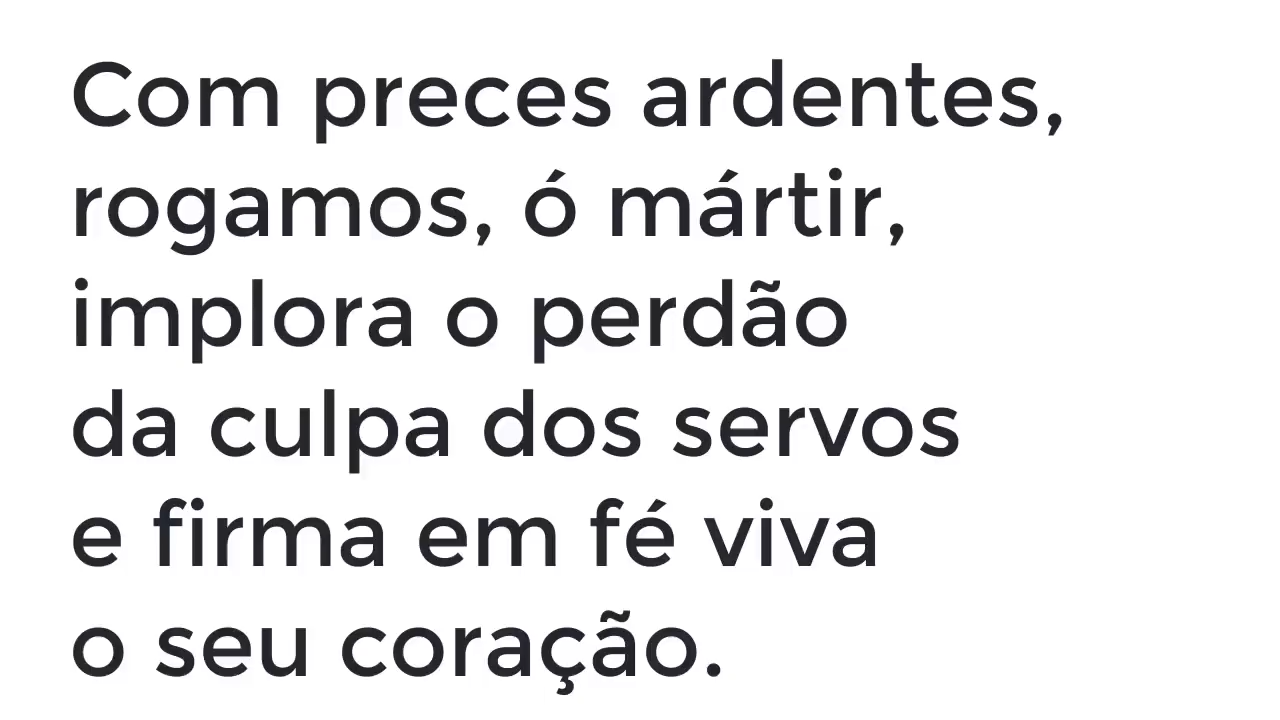 Com preces ardentes,
rogamos, ó mártir,
implora o perdão
da culpa dos servos
e firma em fé viva
o seu coração.